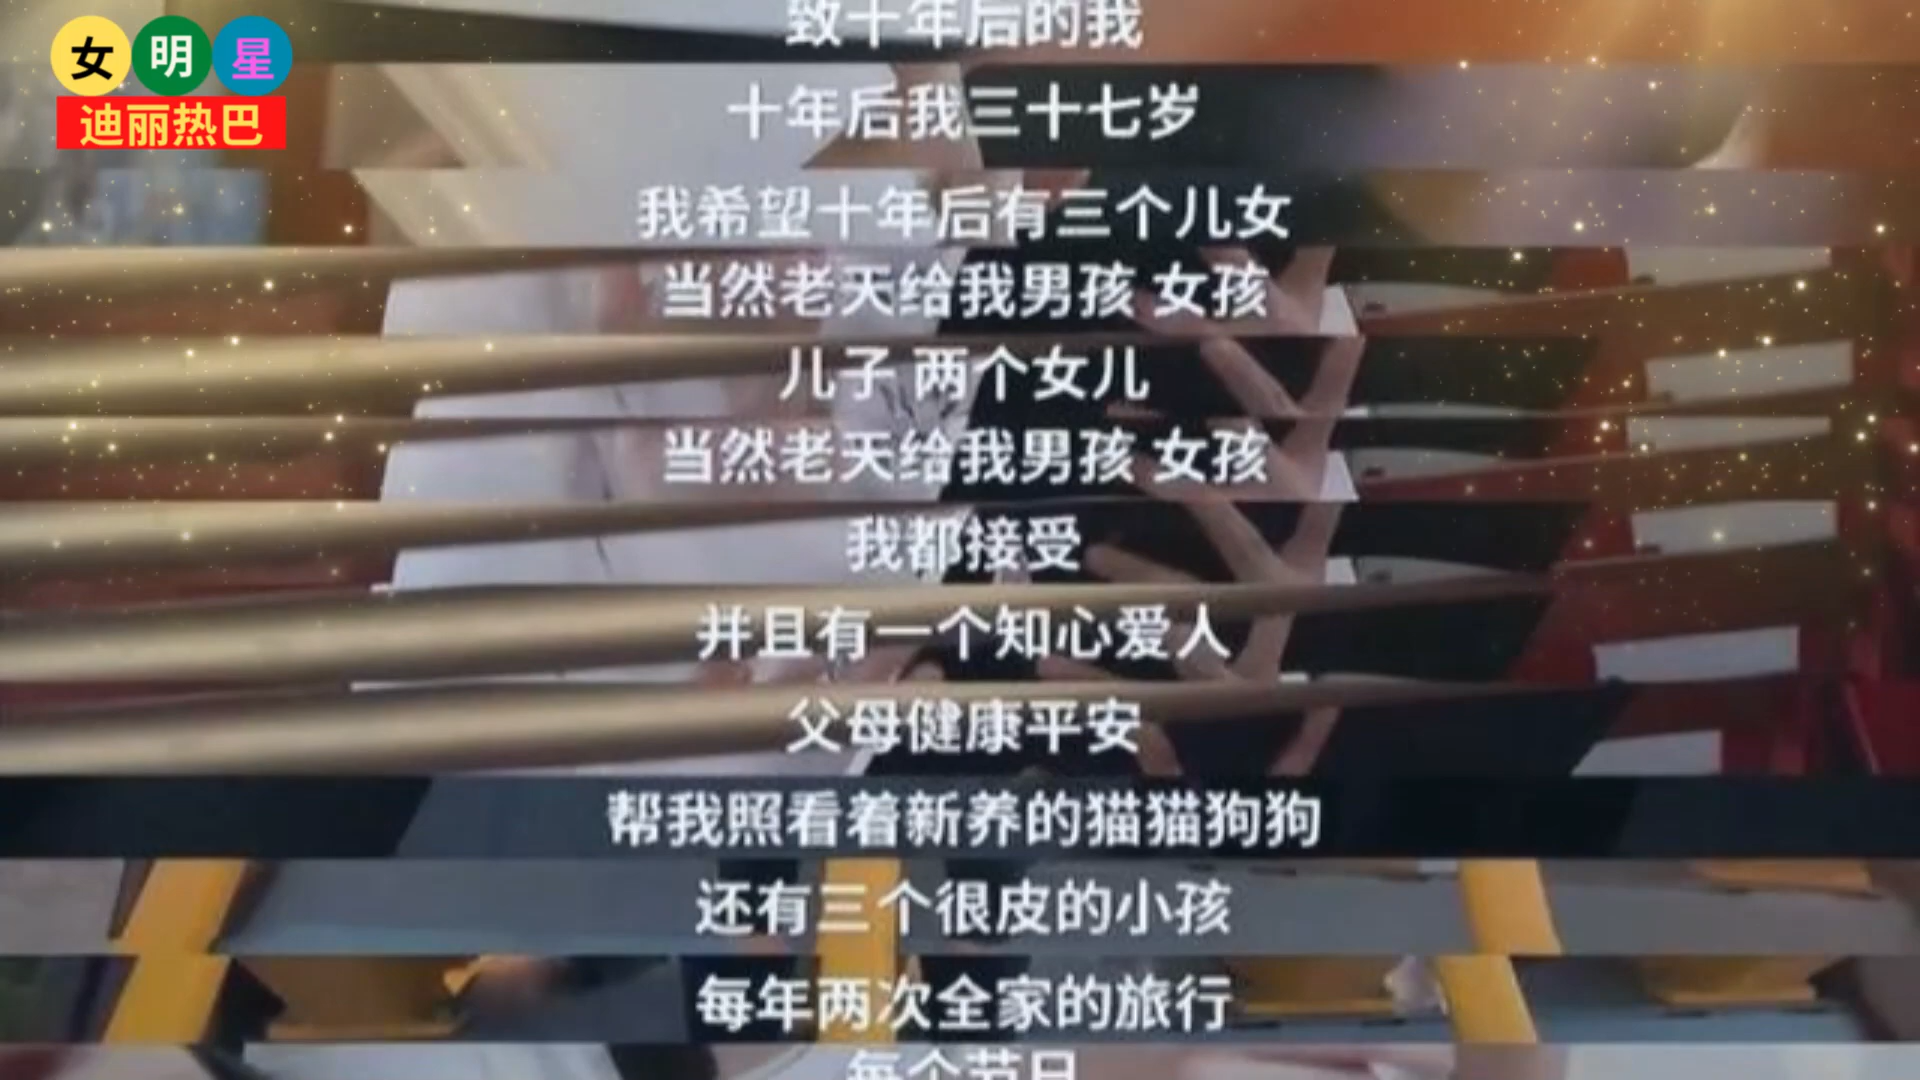 女明星
迪丽热巴
致十年后的我
十年后我三十七岁
我希望十年后有三个儿女
当然老天给我男孩 女孩
儿子 两个女儿
当然老天给我男孩 女孩
我都接受
并且有一个知心爱人
父母健康平安
帮我照看着新养的猫猫狗狗
还有三个很皮的小孩
每年两次全家的旅行
每个节日